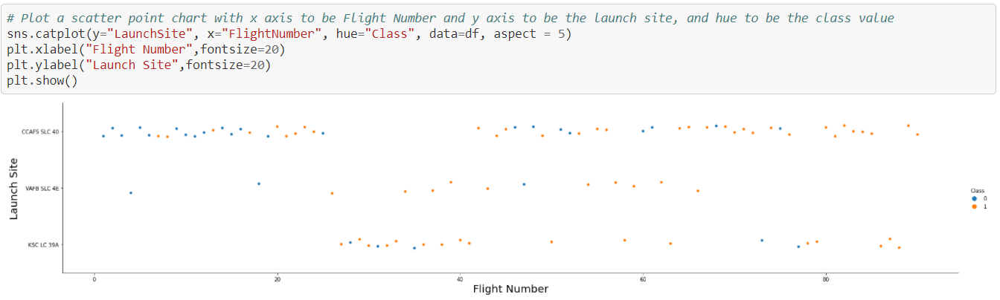 # Plot a scatter point chart with x axis to be Flight Number and y axis to be the launch site, and hue to be the class value
sns.catplot(y="LaunchSite", x="FlightNumber", hue="Class", data=df, aspect = 5)
plt.xlabel("Flight Number",fontsize=20)
plt.ylabel("Launch Site",fontsize=20)
plt.show()
CCAFS SLC 40
VAFB SLC 4E
KSC LC 39A
Launch Site
Class
0
1
0
20
40
60
80
Flight Number